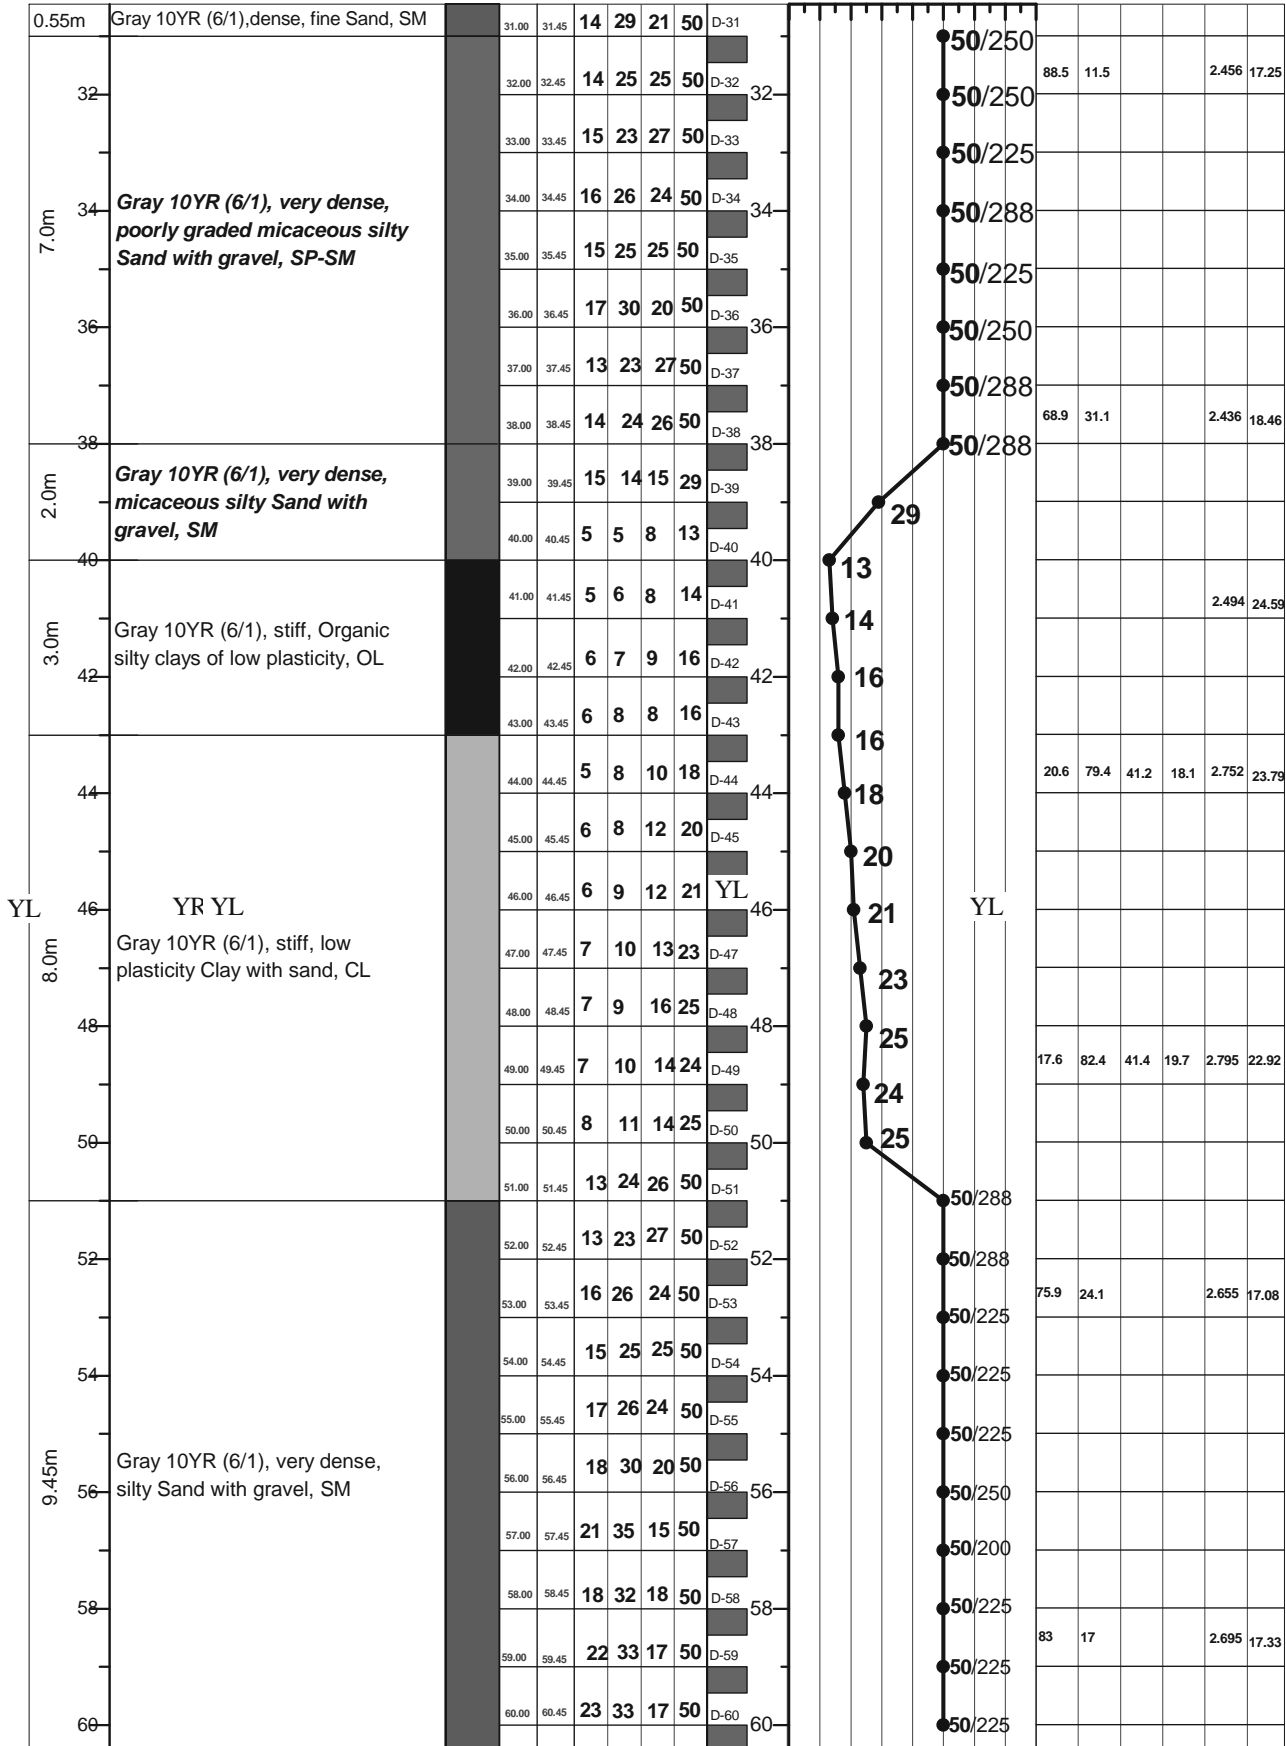 0.55m Gray 10YR (6/1),dense, fine Sand, SM 31.00 31.45 14 29 21 50 D-31
50/250
32.00 32.45 14 25 25 50 D-32 88.5 11.5 2.456 17.25
32 32 50/250
33.00 33.45 15 23 27 50 D-33
50/225
7.0m Gray 10YR (6/1), very dense, 34.00 34.45 16 26 24 50 D-34
34 poorly graded micaceous silty 34 50/288
Sand with gravel, SP-SM 35.00 35.45 15 25 25 50 D-35
50/225
36.00 36.45 17 30 20 50 D-36
36 36 50/250
37.00 37.45 13 23 27 50 D-37
50/288
38.00 38.45 14 24 26 50 D-38 68.9 31.1 2.436 18.46
38 38 50/288
2.0m Gray 10YR (6/1), very dense, 39.00 39.45 15 14 15 29 D-39
micaceous silty Sand with
29
gravel, SM 40.00 40.45 5 5 8 13 D-40
40 40 13
41.00 41.45 5 6 8 14 D-41 2.494 24.59
14
3.0m Gray 10YR (6/1), stiff, Organic
silty clays of low plasticity, OL 42.00 42.45 6 7 9 16 D-42
42 42 16
43.00 43.45 6 8 8 16 D-43
16
44.00 44.45 5 8 10 18 D-44 20.6 79.4 41.2 18.1 2.752 23.79
44 44 18
45.00 45.45 6 8 12 20 D-45
20
46.00 46.45 6 9 12 21 YL
YL 46 YR YL 46 21 YL
8.0m Gray 10YR (6/1), stiff, low 47.00 47.45 7 10 13 23 D-47
plasticity Clay with sand, CL
23
48.00 48.45 7 9 16 25 D-48
48 48 25
49.00 49.45 7 10 14 24 D-49 17.6 82.4 41.4 19.7 2.795 22.92
24
50.00 50.45 8 11 14 25 D-50
50 50 25
51.00 51.45 13 24 26 50 D-51
50/288
52.00 52.45 13 23 27 50 D-52
52 52 50/288
53.00 53.45 16 26 24 50 D-53 75.9 24.1 2.655 17.08
50/225
54.00 54.45 15 25 25 50 D-54
54 54 50/225
55.00 55.45 17 26 24 50 D-55
50/225
9.45m Gray 10YR (6/1), very dense, 56.00 56.45 18 30 20 50 D-56
silty Sand with gravel, SM
56 56 50/250
57.00 57.45 21 35 15 50 D-57
50/200
58.00 58.45 18 32 18 50 D-58
58 58 50/225
59.00 59.45 22 33 17 50 D-59 83 17 2.695 17.33
50/225
60.00 60.45 23 33 17 50 D-60
60 60 50/225